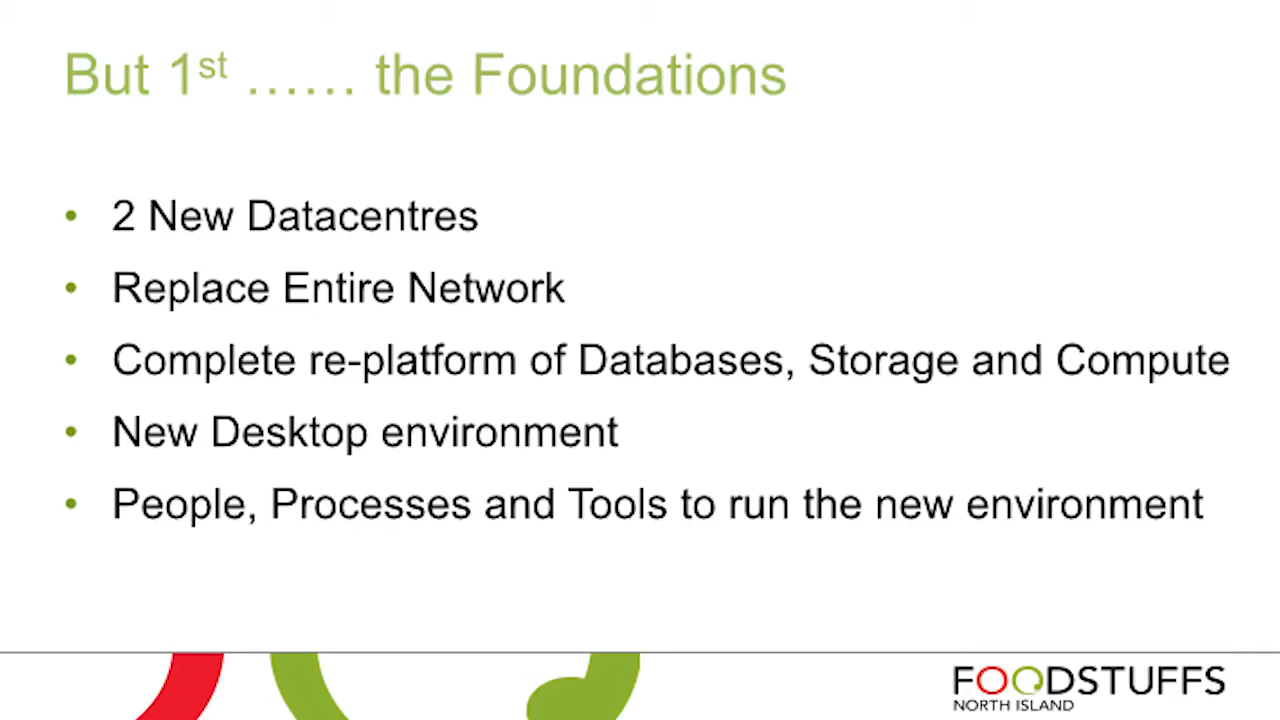 But 1st …… the Foundations
• 2 New Datacentres
• Replace Entire Network
• Complete re-platform of Databases, Storage and Compute
• New Desktop environment
• People, Processes and Tools to run the new environment
FOODSTUFFS
NORTH ISLAND